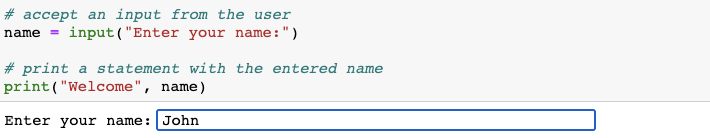 # accept an input from the user
name = input("Enter your name:")
# print a statement with the entered name
print("Welcome", name)
Enter your name: John